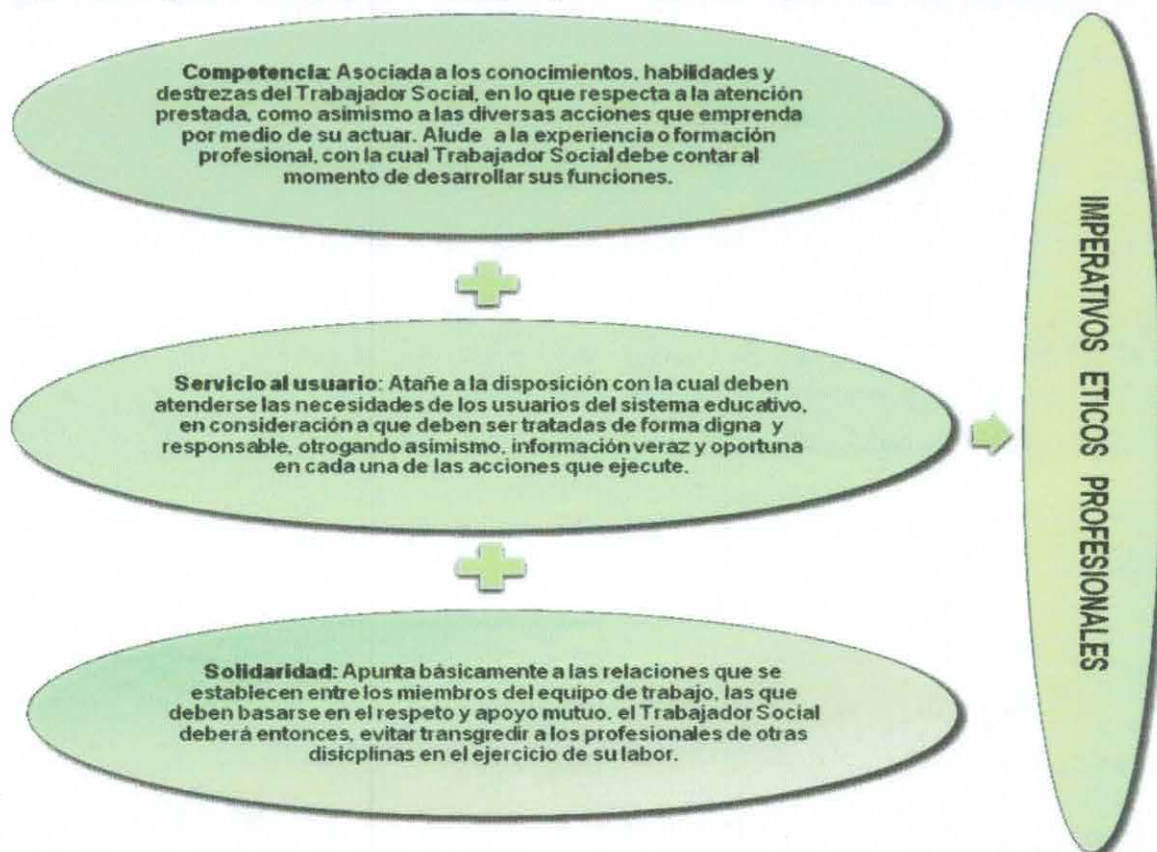 Competencia: Asociada a los conocimientos, habilidades y
destrezas del Trabajador Social, en lo que respecta a la atención
prestada, como asimismo a las diversas acciones que emprenda
por medio de su actuar. Alude a la experiencia o formación
profesional, con la cual Trabajador Social debe contar al
momento de desarrollar sus funciones.
Servicio al usuario: Atañe a la disposición con la cual deben
atenderse las necesidades de los usuarios del sistema educativo,
en consideración a que deben ser tratadas de forma digna y
responsable, otrogando asimismo, información veraz y oportuna
en cada una de las acciones que ejecute.
Solidaridad: Apunta básicamente a las relaciones que se
establecen entre los miembros del equipo de trabajo, las que
deben basarse en el respeto y apoyo mutuo. el Trabajador Social
deberá entonces, evitar transgredir a los profesionales de otras
disicplinas en el ejercicio de su labor.
IMPERATIVOS ETICOS PROFESIONALES